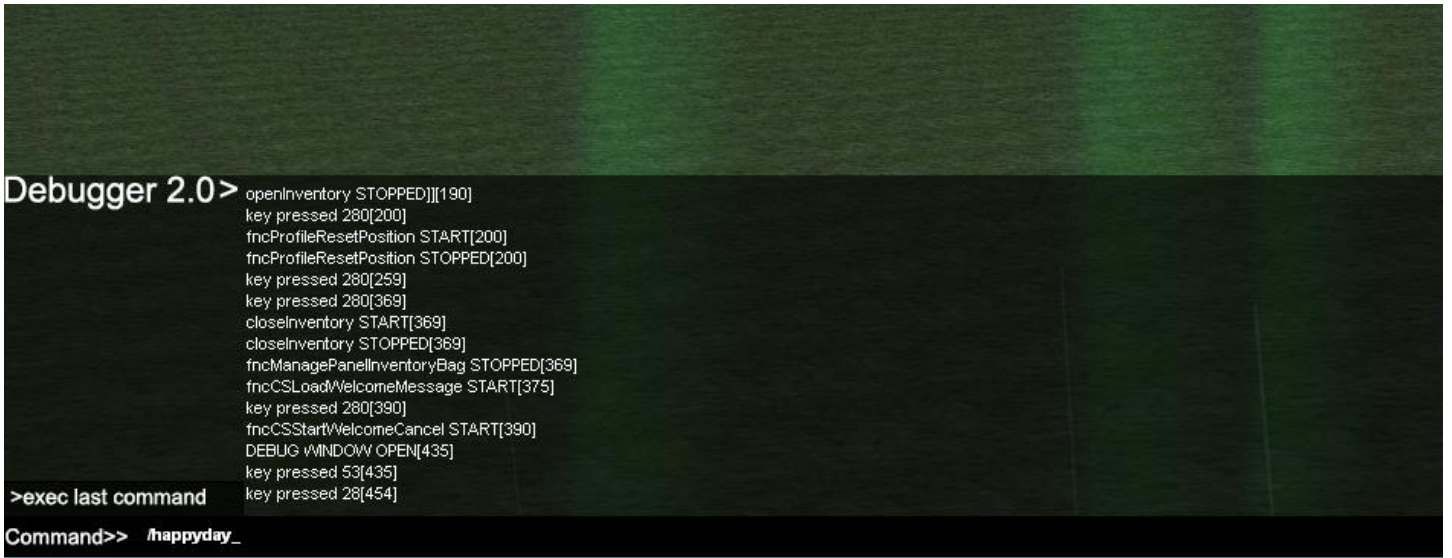 Debugger 2.0>
openInventory STOPPED]][190]
key pressed 280[200]
fncProfileResetPosition START[200]
fncProfileResetPosition STOPPED[200]
key pressed 280[259]
key pressed 280[369]
closeInventory START[369]
closeInventory STOPPED[369]
fncManagePanelInventoryBag STOPPED[369]
fncCSLoadWelcomeMessage START[375]
key pressed 280[390]
fncCSStartWelcomeCancel START[390]
DEBUG WINDOW OPEN[435]
key pressed 53[435]
key pressed 28[454]
>exec last command
Command>> /happyday_